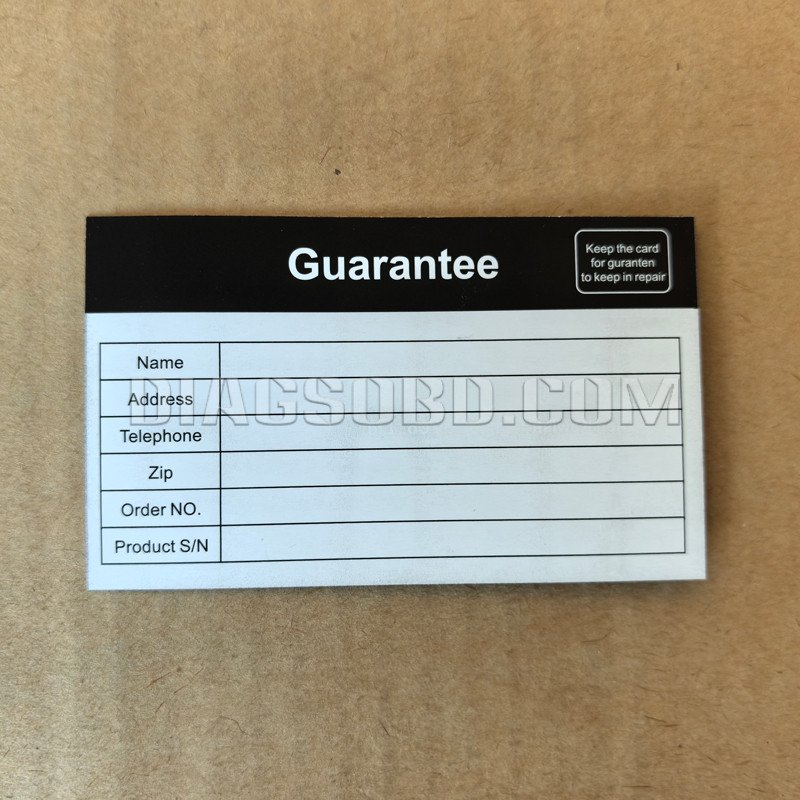 Guarantee
Keep the card
for guranten
to keep in repair
Name
Address
DIAGSOBD.COM
Telephone
Zip
Order NO.
Product S/N